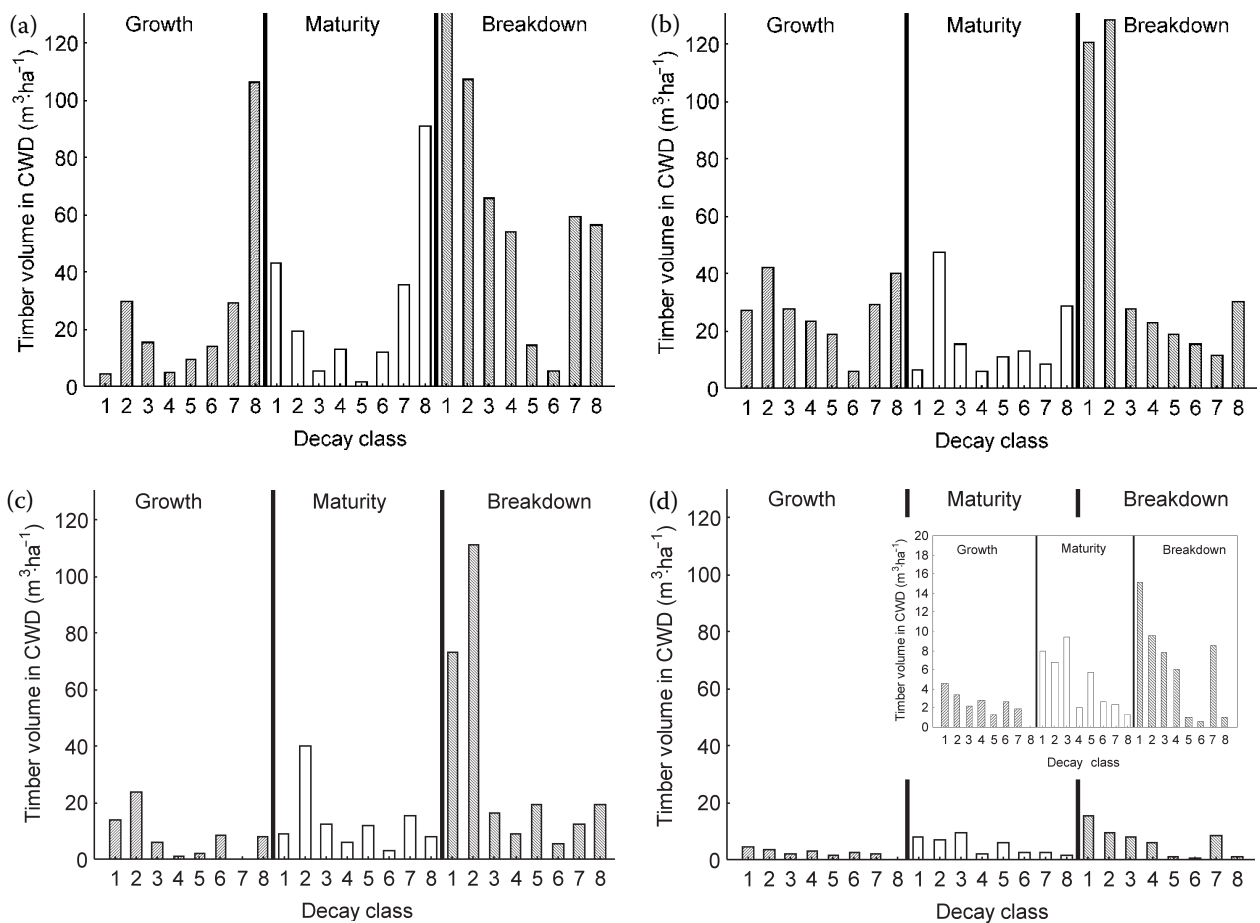 (a)
Growth Maturity Breakdown
Timber volume in CWD (m³·ha⁻¹)
120
100
80
60
40
20
0
1 2 3 4 5 6 7 8 1 2 3 4 5 6 7 8 1 2 3 4 5 6 7 8
Decay class
(b)
Growth Maturity Breakdown
Timber volume in CWD (m³·ha⁻¹)
120
100
80
60
40
20
0
1 2 3 4 5 6 7 8 1 2 3 4 5 6 7 8 1 2 3 4 5 6 7 8
Decay class
(c)
Growth Maturity Breakdown
Timber volume in CWD (m³·ha⁻¹)
120
100
80
60
40
20
0
1 2 3 4 5 6 7 8 1 2 3 4 5 6 7 8 1 2 3 4 5 6 7 8
Decay class
(d)
Growth Maturity Breakdown
Timber volume in CWD (m³·ha⁻¹)
120
100
80
60
40
20
0
1 2 3 4 5 6 7 8 1 2 3 4 5 6 7 8 1 2 3 4 5 6 7 8
Decay class
Growth Maturity Breakdown
Timber volume in CWD (m³·ha⁻¹)
20
18
16
14
12
10
8
6
4
2
0
1 2 3 4 5 6 7 8 1 2 3 4 5 6 7 8 1 2 3 4 5 6 7 8
Decay class